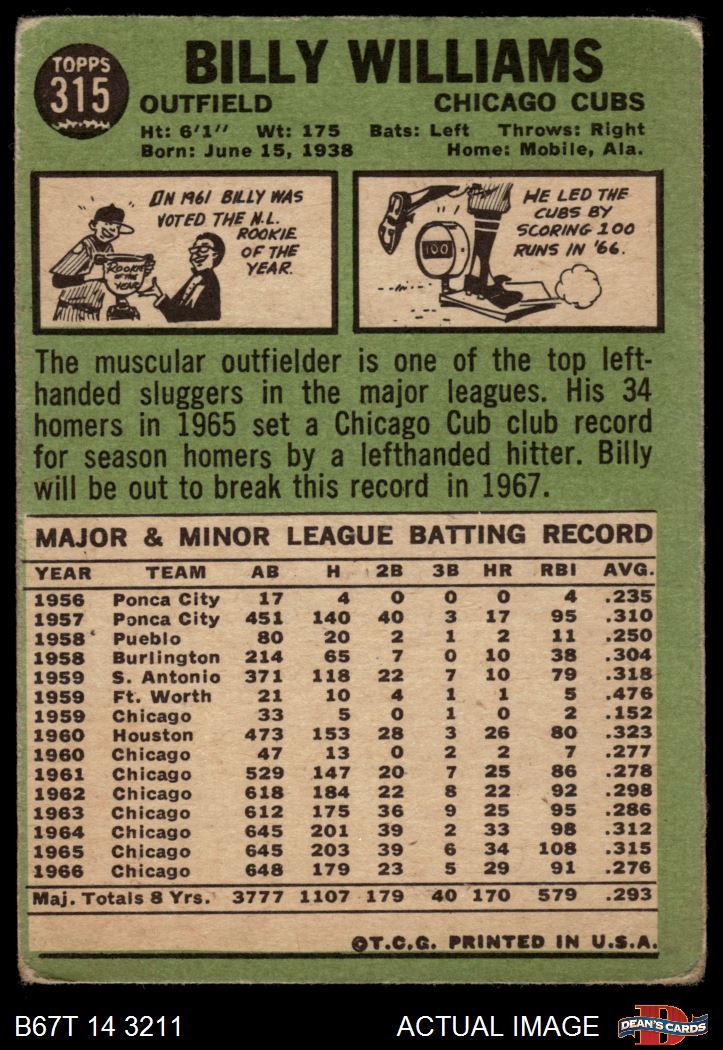 TOPPS
315
BILLY WILLIAMS
OUTFIELD CHICAGO CUBS
Ht: 6'1" Wt: 175 Bats: Left Throws: Right
Born: June 15, 1938 Home: Mobile, Ala.
IN 1961 BILLY WAS
VOTED THE N.L.
ROOKIE
OF THE
YEAR.
ROOKIE
OF THE
YEAR
HE LED THE
CUBS BY
SCORING 100
RUNS IN '66.
100
The muscular outfielder is one of the top left-
handed sluggers in the major leagues. His 34
homers in 1965 set a Chicago Cub club record
for season homers by a lefthanded hitter. Billy
will be out to break this record in 1967.
MAJOR & MINOR LEAGUE BATTING RECORD
YEAR TEAM AB H 2B 3B HR RBI AVG.
1956 Ponca City 17 4 0 0 0 4 .235
1957 Ponca City 451 140 40 3 17 95 .310
1958 Pueblo 80 20 2 1 2 11 .250
1958 Burlington 214 65 7 0 10 38 .304
1959 S. Antonio 371 118 22 7 10 79 .318
1959 Ft. Worth 21 10 4 1 1 5 .476
1959 Chicago 33 5 0 1 0 2 .152
1960 Houston 473 153 28 3 26 80 .323
1960 Chicago 47 13 0 2 2 7 .277
1961 Chicago 529 147 20 7 25 86 .278
1962 Chicago 618 184 22 8 22 92 .298
1963 Chicago 612 175 36 9 25 95 .286
1964 Chicago 645 201 39 2 33 98 .312
1965 Chicago 645 203 39 6 34 108 .315
1966 Chicago 648 179 23 5 29 91 .276
Maj. Totals 8 Yrs. 3777 1107 179 40 170 579 .293
©T.C.G. PRINTED IN U.S.A.
B67T 14 3211 ACTUAL IMAGE
D
DEAN'S CARDS